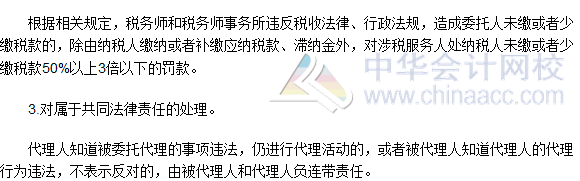 根据相关规定，税务师和税务师事务所违反税收法律、行政法规，造成委托人未缴或者少
缴税款的，除由纳税人缴纳或者补缴应纳税款、滞纳金外，对涉税服务人处纳税人未缴或者少
缴税款50%以上3倍以下的罚款。
中华会计网校
www.chinaacc.com
3.对属于共同法律责任的处理。
代理人知道被委托代理的事项违法，仍进行代理活动的，或者被代理人知道代理人的代理
行为违法，不表示反对的，由被代理人和代理人负连带责任。